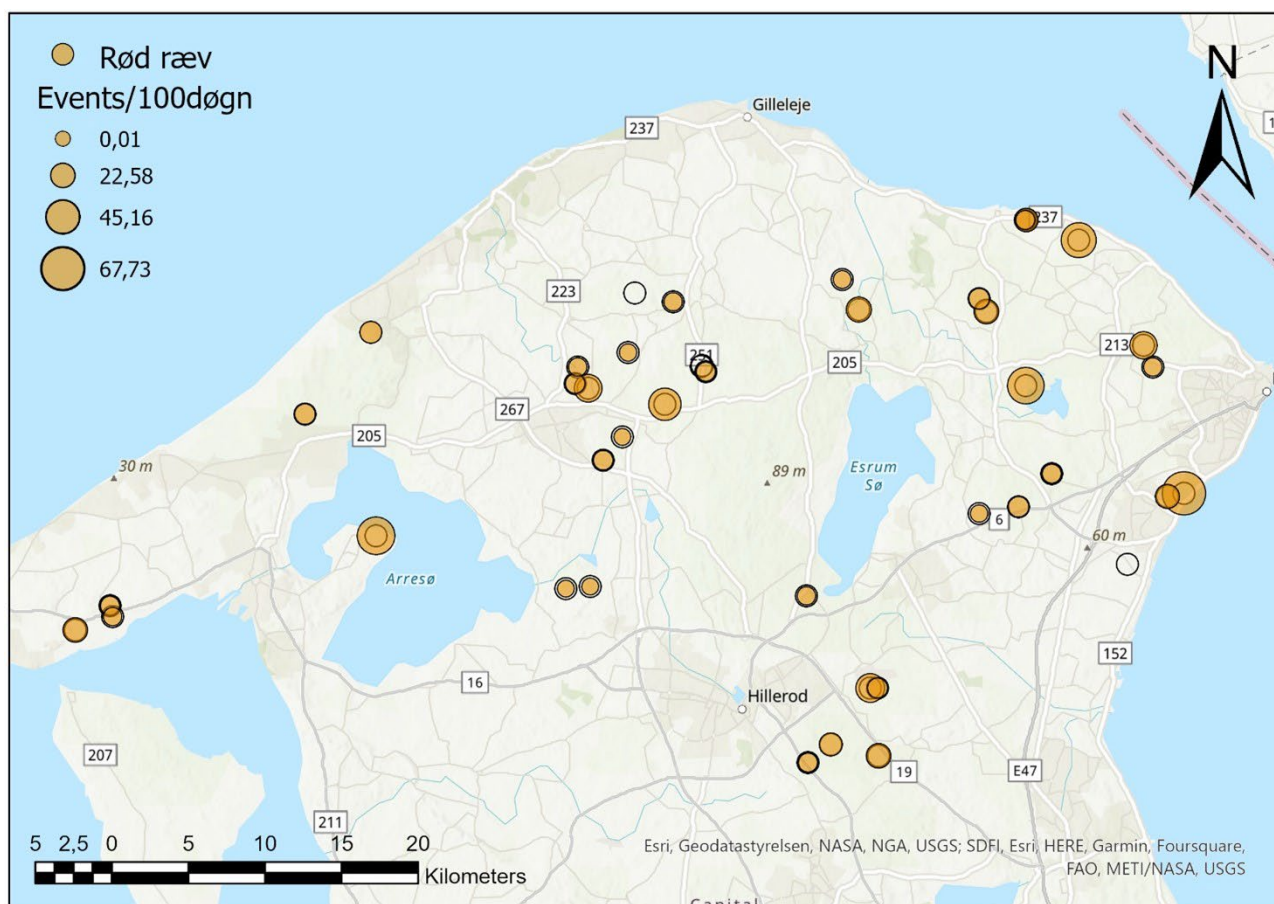 Rød ræv
Events/100døgn
0,01
22,58
45,16
67,73
N
Gilleleje
237
237
223
251
213
205
267
205
30 m
89 m
Esrum
Sø
6
60 m
Arresø
152
16
Hillerod
207
19
E47
211
5 2,5 0 5 10 15 20
Kilometers
Esri, Geodatastyrelsen, NASA, NGA, USGS; SDFI, Esri, HERE, Garmin, Foursquare,
FAO, METI/NASA, USGS
Capital